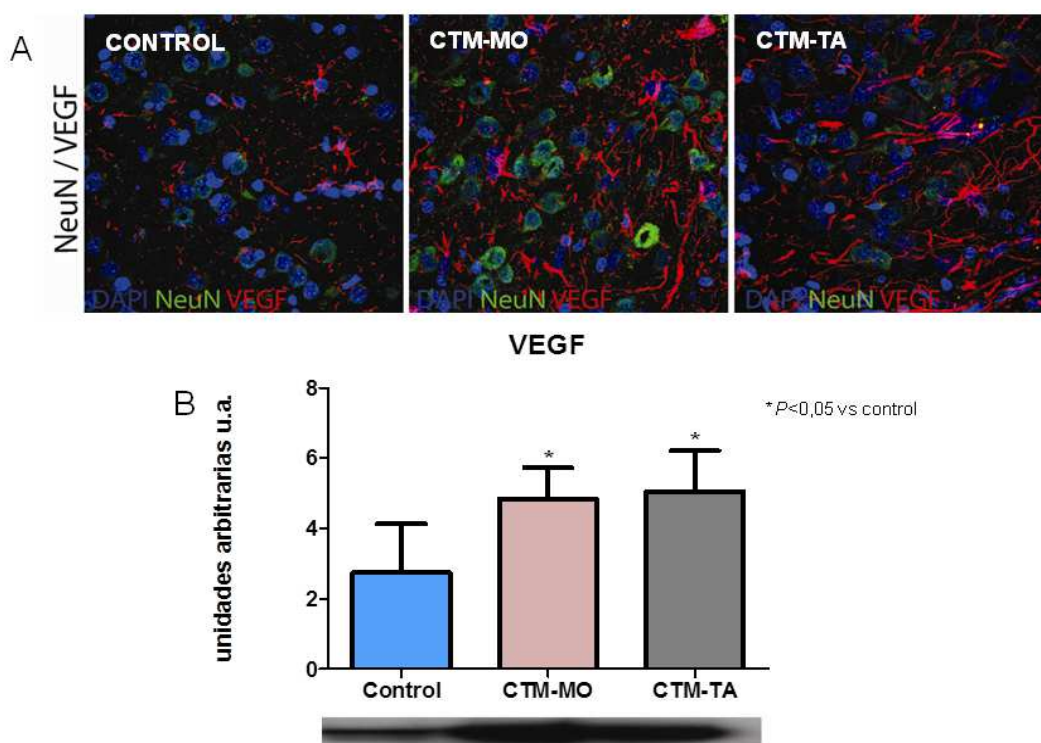 A
NeuN / VEGF
CONTROL
CTM-MO
CTM-TA
DAPI NeuN VEGF
DAPI NeuN VEGF
DAPI NeuN VEGF
VEGF
B
unidades arbitrarias u.a.
8
6
4
2
0
*
*
*P<0,05 vs control
Control
CTM-MO
CTM-TA